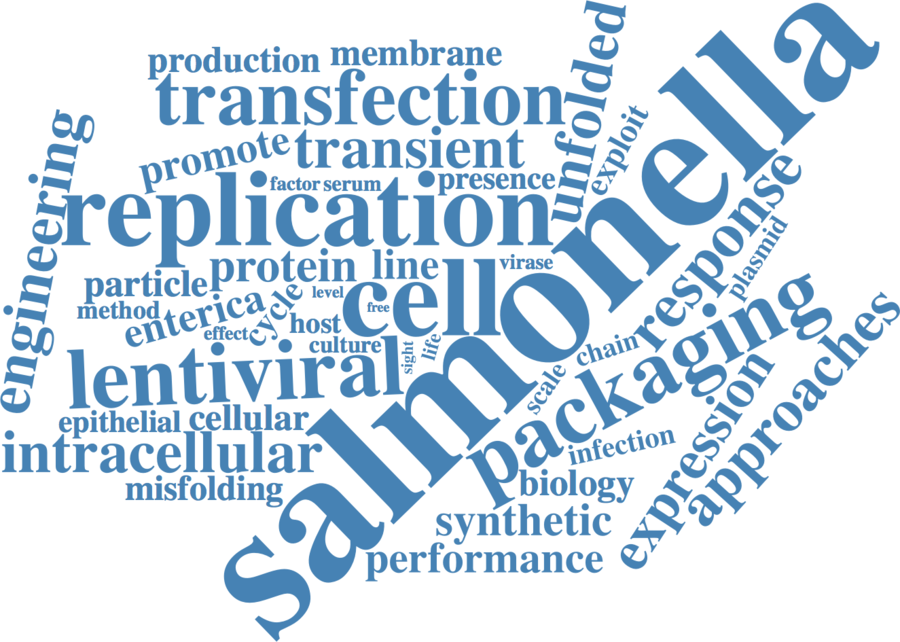 production
membrane
unfolded
transfection
salmonella
engineering
promote
transient
exploit
factor
serum
presence
replication
response
protein
line
virase
plasmid
particle
enterica
cycle
level
free
cell
method
effect
host
culture
sight
life
chain
packaging
approaches
lentiviral
scale
expression
epithelial
cellular
infection
intracellular
misfolding
biology
synthetic
performance